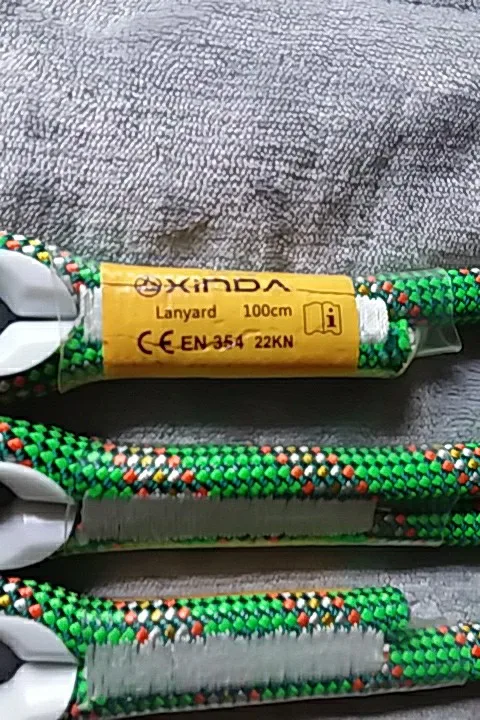 XINDA
Lanyard 100cm
CE EN 354 22KN
i